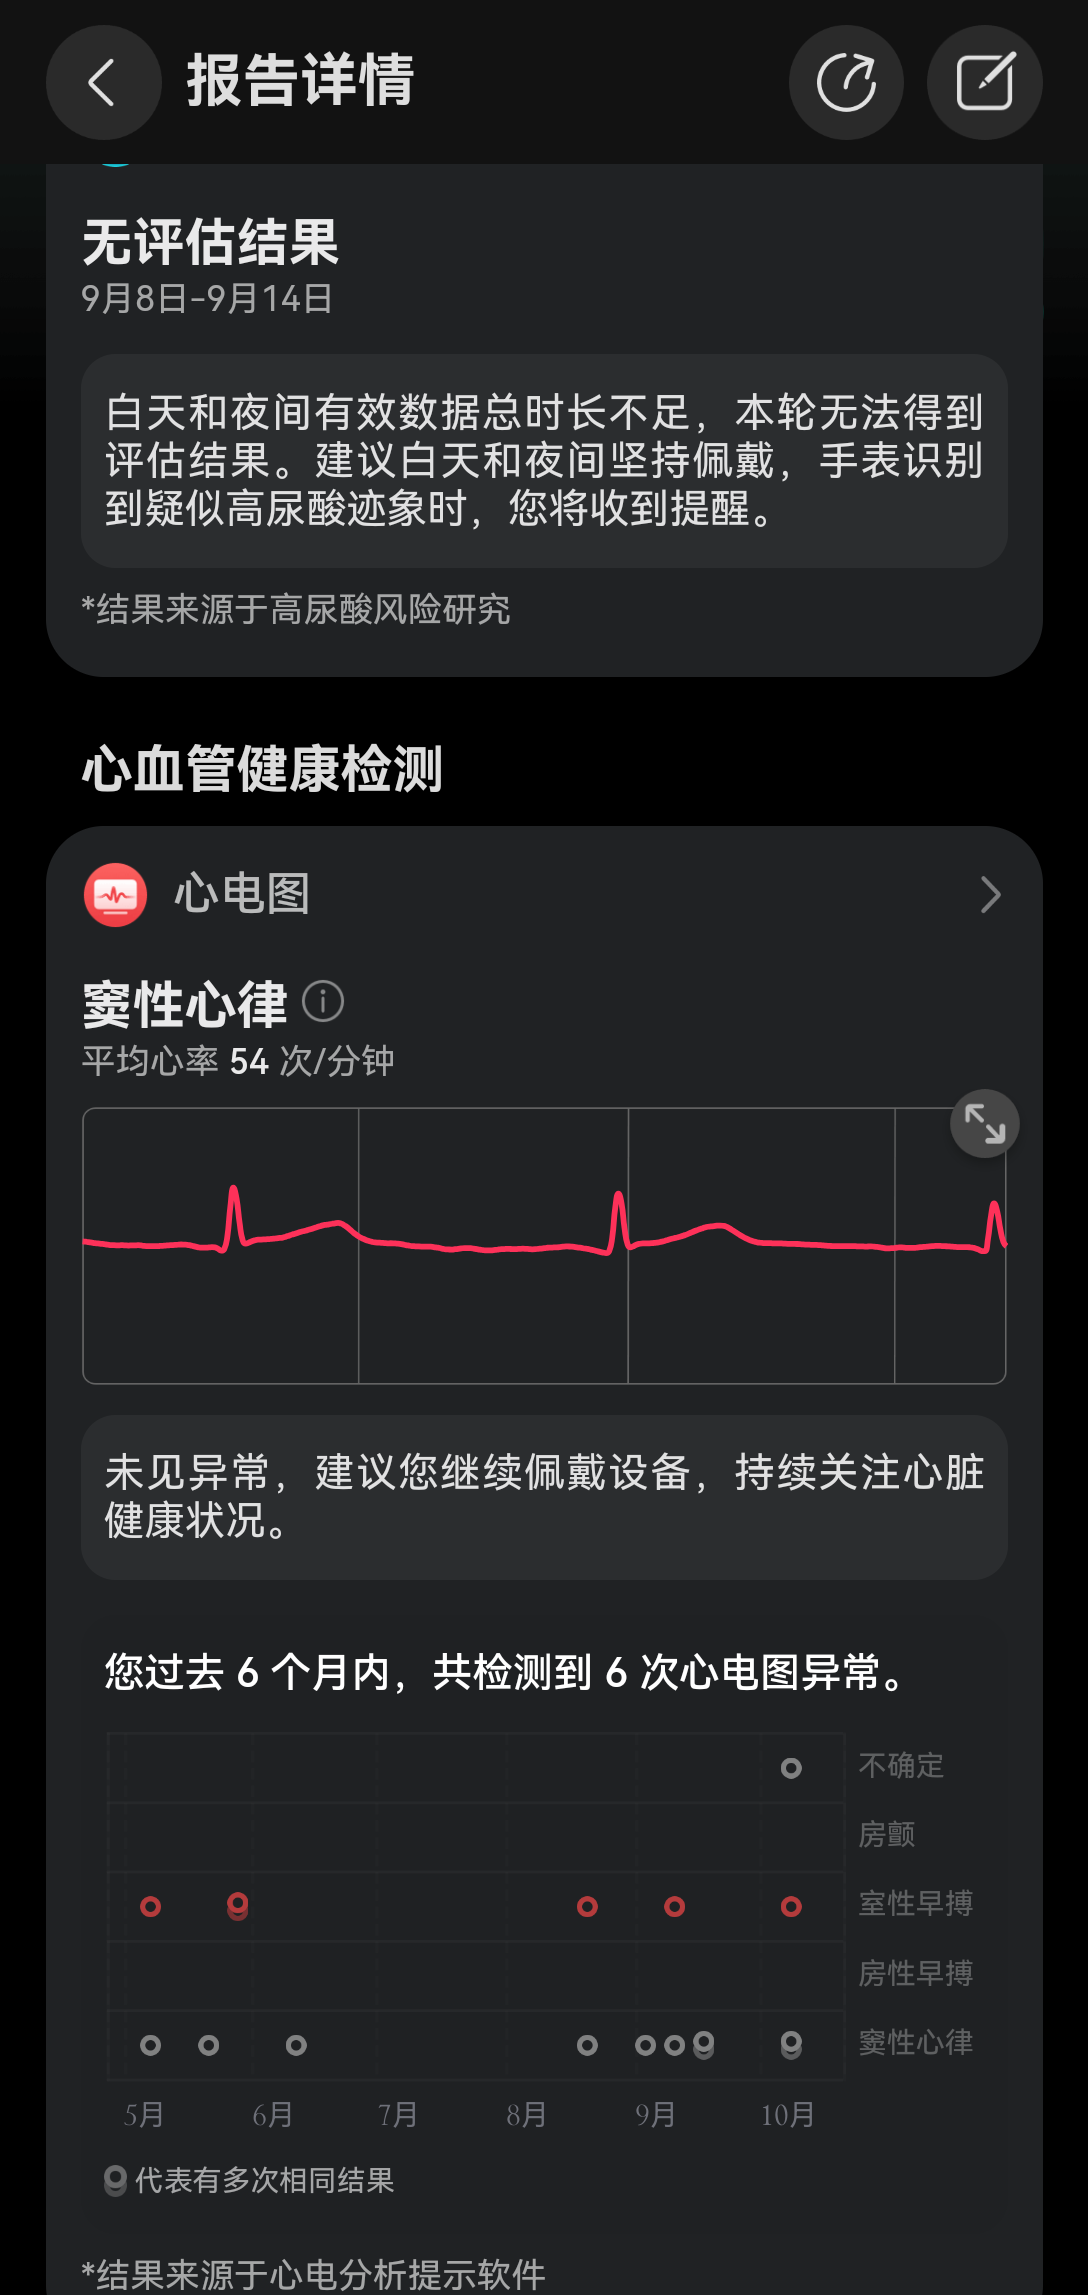 报告详情
无评估结果
9月8日-9月14日
白天和夜间有效数据总时长不足，本轮无法得到
评估结果。建议白天和夜间坚持佩戴，手表识别
到疑似高尿酸迹象时，您将收到提醒。
*结果来源于高尿酸风险研究
心血管健康检测
心电图
窦性心律
平均心率 54 次/分钟
未见异常，建议您继续佩戴设备，持续关注心脏
健康状况。
您过去 6 个月内，共检测到 6 次心电图异常。
不确定
房颤
室性早搏
房性早搏
窦性心律
5月 6月 7月 8月 9月 10月
代表有多次相同结果
*结果来源于心电分析提示软件